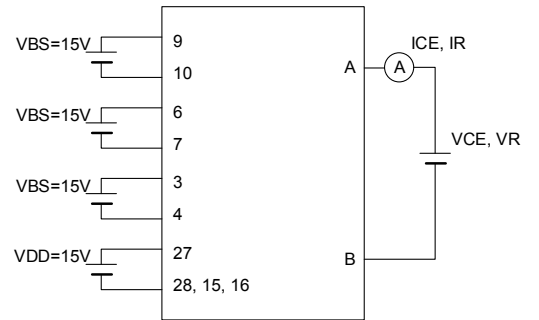 VBS=15V
9
10
VBS=15V
6
7
VBS=15V
3
4
VDD=15V
27
28, 15, 16
A
A
ICE, IR
VCE, VR
B